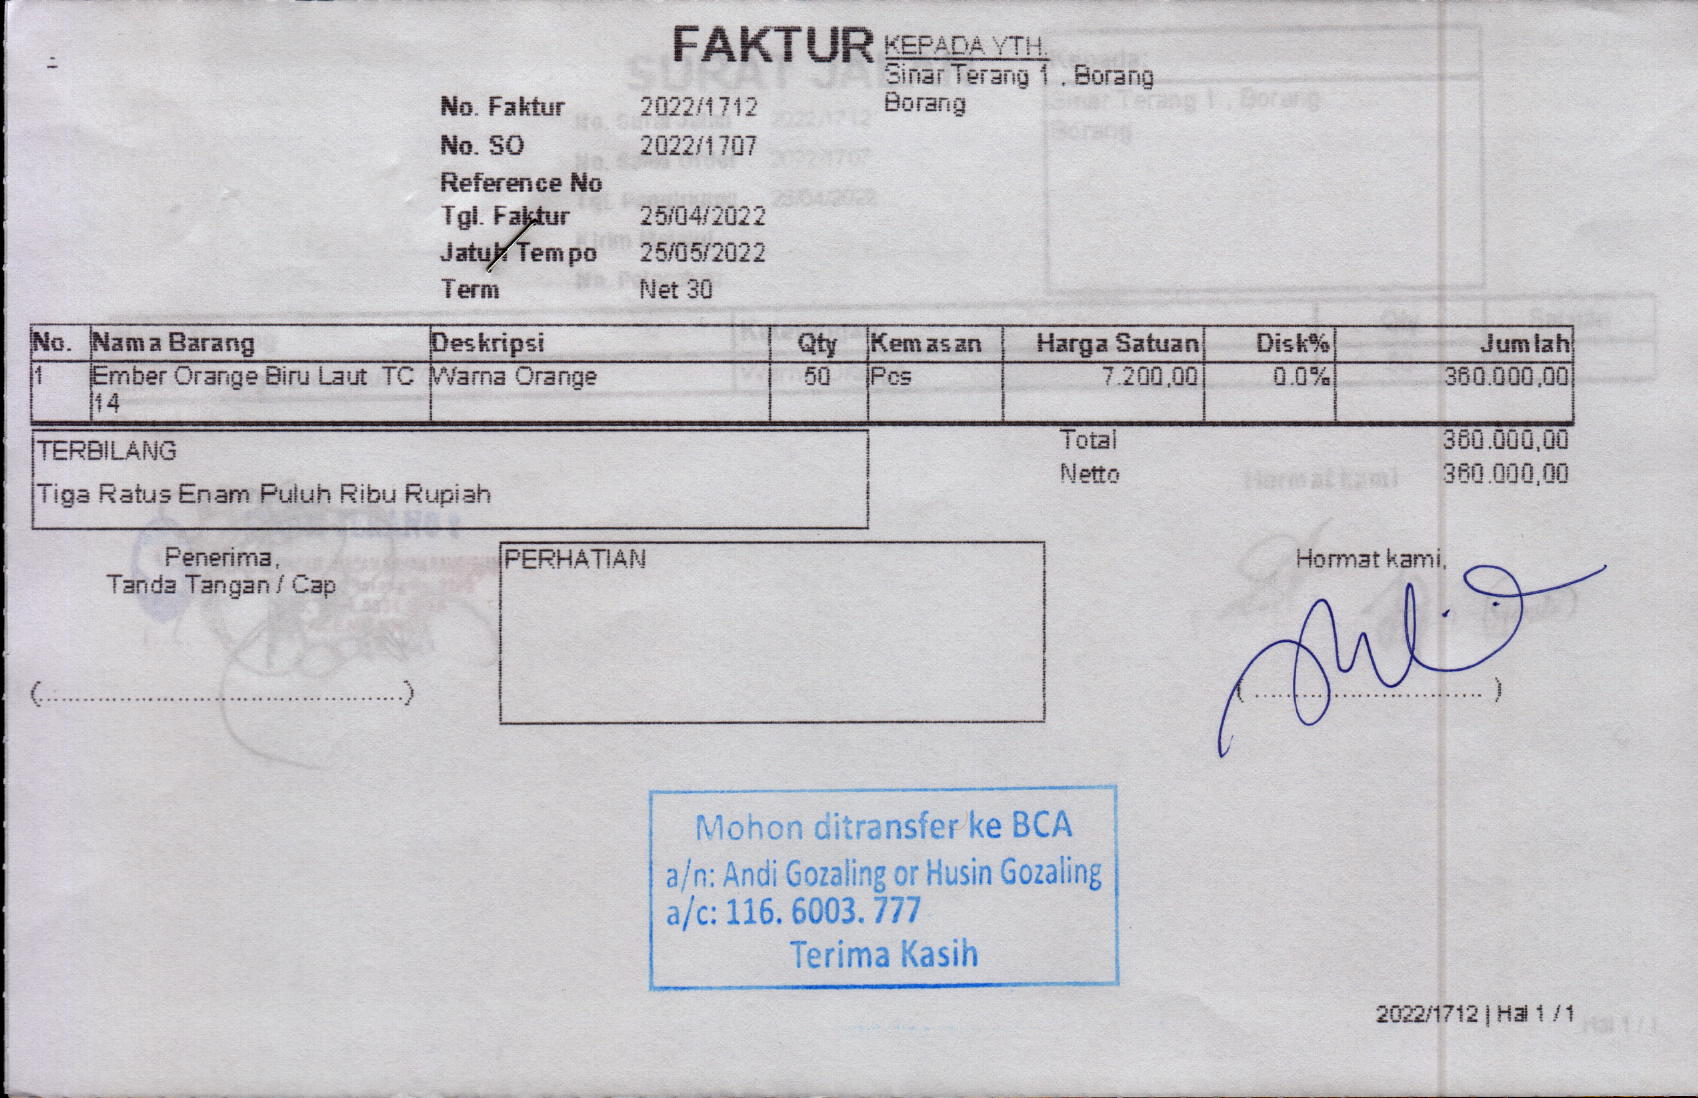 FAKTUR
KEPADA YTH.
Sinar Terang 1 , Borang
Borang
No. Faktur 2022/1712
No. SO 2022/1707
Reference No
Tgl. Faktur 25/04/2022
Jatuh Tempo 25/05/2022
Term Net 30
No. Nama Barang Deskripsi Qty Kemasan Harga Satuan Disk% Jumlah
1 Ember Orange Biru Laut TC Warna Orange 50 Pcs 7.200,00 0.0% 360.000,00
14
TERBILANG
Tiga Ratus Enam Puluh Ribu Rupiah
Total 360.000,00
Netto 360.000,00
Penerima,
Tanda Tangan / Cap
PERHATIAN
Hormat kami,
(........................................)
(............................)
Mohon ditransfer ke BCA
a/n: Andi Gozaling or Husin Gozaling
a/c: 116. 6003. 777
Terima Kasih
2022/1712 | Hal 1 / 1